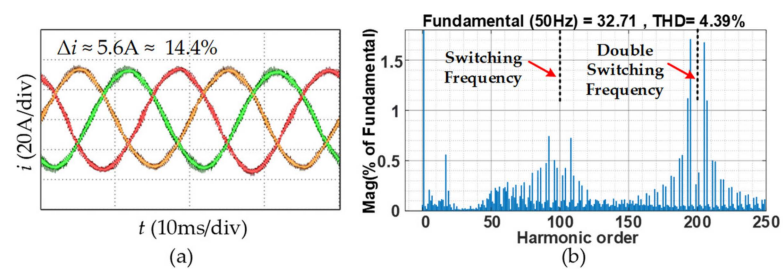 Δi ≈ 5.6A ≈ 14.4%
i (20A/div)
t (10ms/div)
(a)
Fundamental (50Hz) = 32.71 , THD= 4.39%
Mag(% of Fundamental)
1.5
1
0.5
0
Switching
Frequency
Double
Switching
Frequency
0 50 100 150 200 250
Harmonic order
(b)